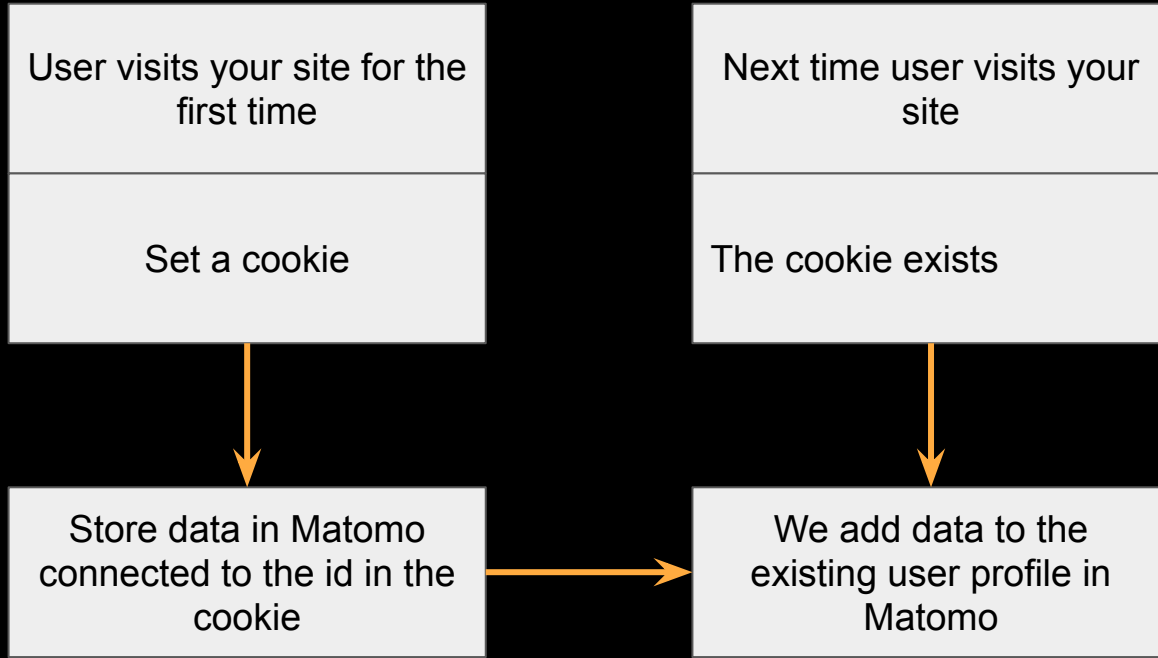 User visits your site for the
first time
Set a cookie
Store data in Matomo
connected to the id in the
cookie
Next time user visits your
site
The cookie exists
We add data to the
existing user profile in
Matomo